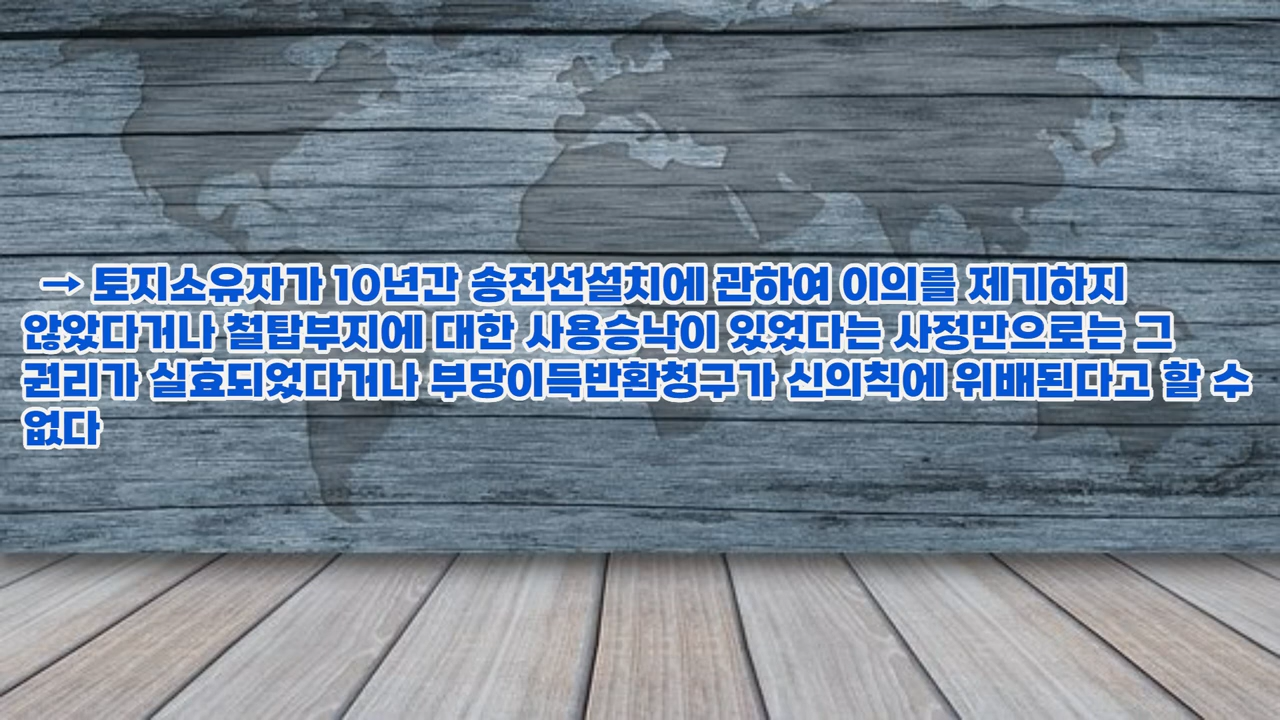 → 토지소유자가 10년간 송전선설치에 관하여 이의를 제기하지
않았다거나 철탑부지에 대한 사용승낙이 있었다는 사정만으로는 그
권리가 실효되었다거나 부당이득반환청구가 신의칙에 위배된다고 할 수
없다